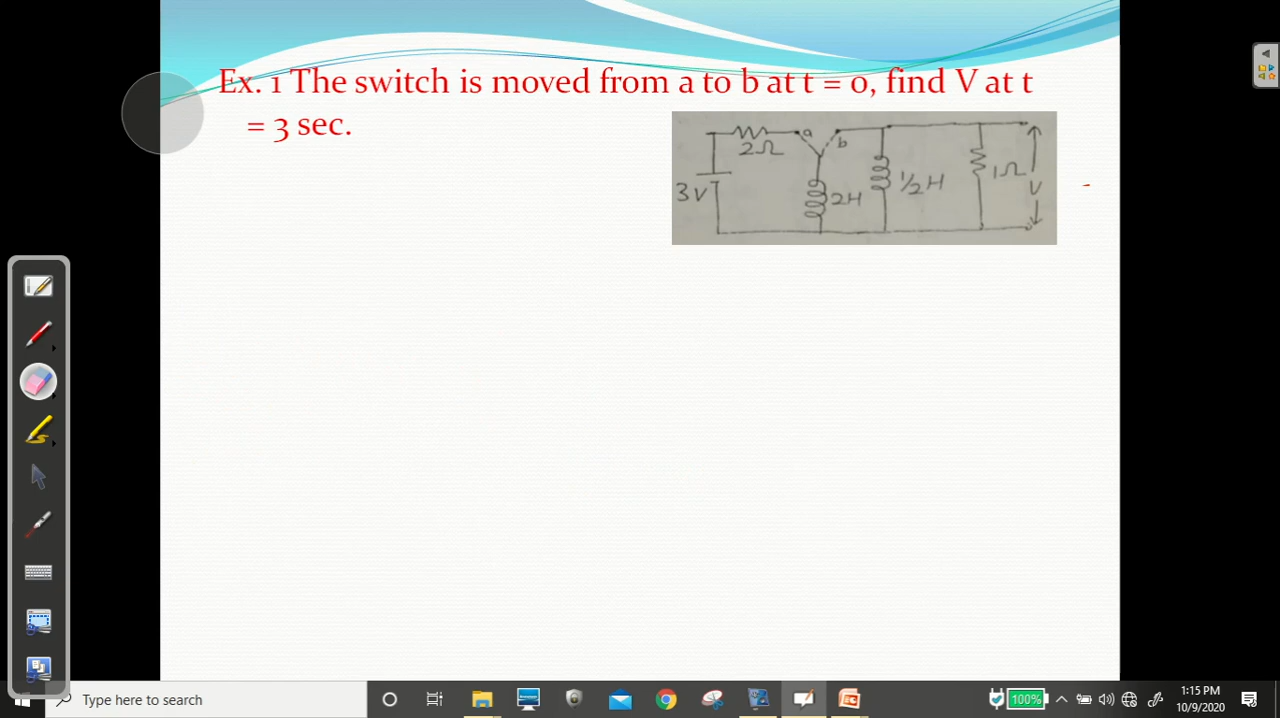 Ex. 1 The switch is moved from a to b at t = 0, find V at t
= 3 sec.
a
b
2Ω
3V
2H
1/2H
1Ω
V
Type here to search
100%
1:15 PM
10/9/2020